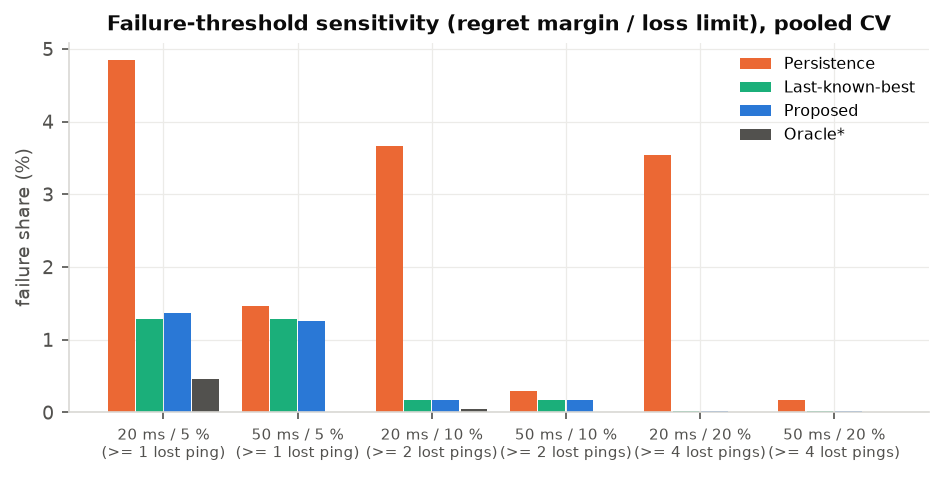 Failure-threshold sensitivity (regret margin / loss limit), pooled CV
Persistence
Last-known-best
Proposed
Oracle*
failure share (%)
5
4
3
2
1
0
20 ms / 5 %
(>= 1 lost ping)
50 ms / 5 %
(>= 1 lost ping)
20 ms / 10 %
(>= 2 lost pings)
50 ms / 10 %
(>= 2 lost pings)
20 ms / 20 %
(>= 4 lost pings)
50 ms / 20 %
(>= 4 lost pings)